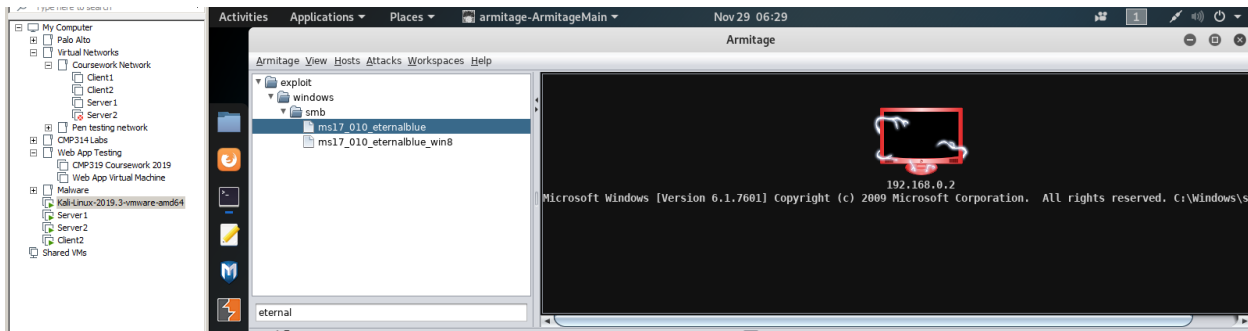 Type here to search
My Computer
Palo Alto
Virtual Networks
Coursework Network
Client1
Client2
Server1
Server2
Pen testing network
CMP314 Labs
Web App Testing
CMP319 Coursework 2019
Web App Virtual Machine
Malware
Kali-Linux-2019.3-vmware-amd64
Server1
Server2
Client2
Shared VMs
Activities Applications Places armitage-ArmitageMain Nov 29 06:29 1
Armitage
Armitage View Hosts Attacks Workspaces Help
exploit
windows
smb
ms17_010_eternalblue
ms17_010_eternalblue_win8
eternal
192.168.0.2
Microsoft Windows [Version 6.1.7601] Copyright (c) 2009 Microsoft Corporation. All rights reserved. C:\Windows\s